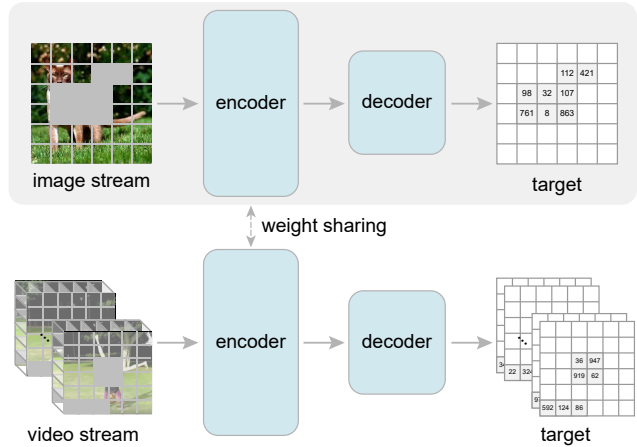 112 421
98 32 107
761 8 863
encoder
decoder
image stream
target
weight sharing
encoder
decoder
36 947
919 62
22
592 124 86
video stream
target